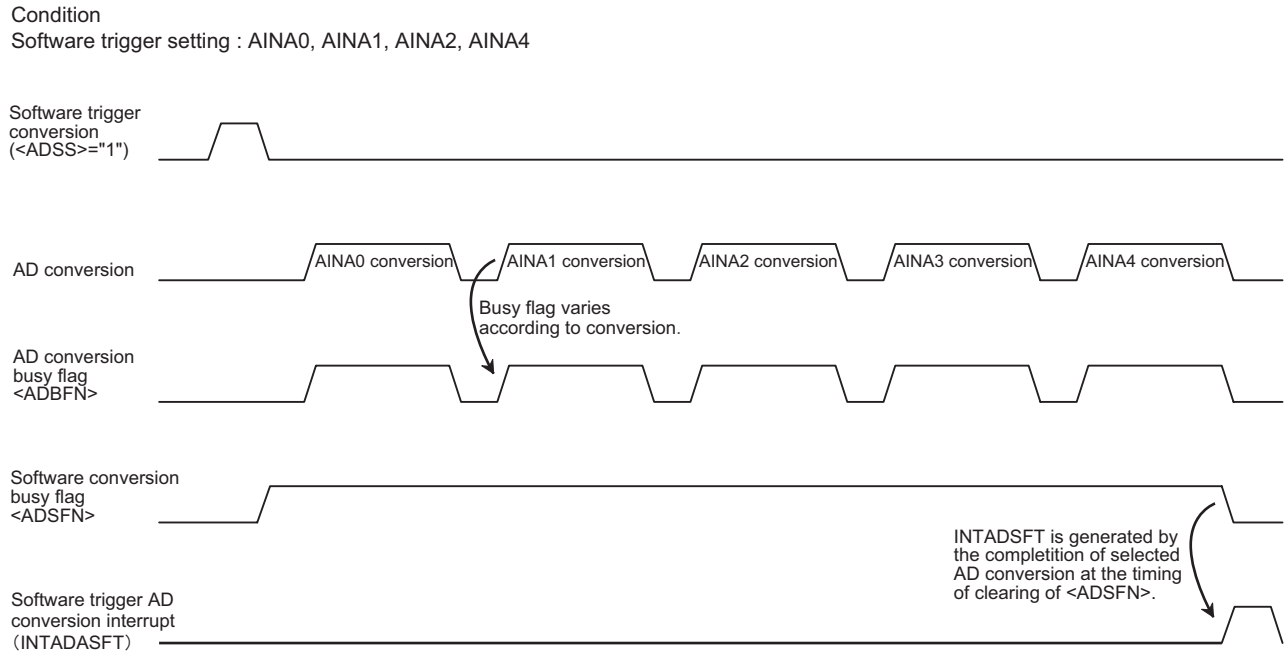 Condition
Software trigger setting : AINA0, AINA1, AINA2, AINA4
Software trigger
conversion
(<ADSS>="1")
AD conversion
AINA0 conversion
AINA1 conversion
AINA2 conversion
AINA3 conversion
AINA4 conversion
Busy flag varies
according to conversion.
AD conversion
busy flag
<ADBFN>
Software conversion
busy flag
<ADSFN>
INTADSFT is generated by
the completition of selected
AD conversion at the timing
of clearing of <ADSFN>.
Software trigger AD
conversion interrupt
（INTADASFT）